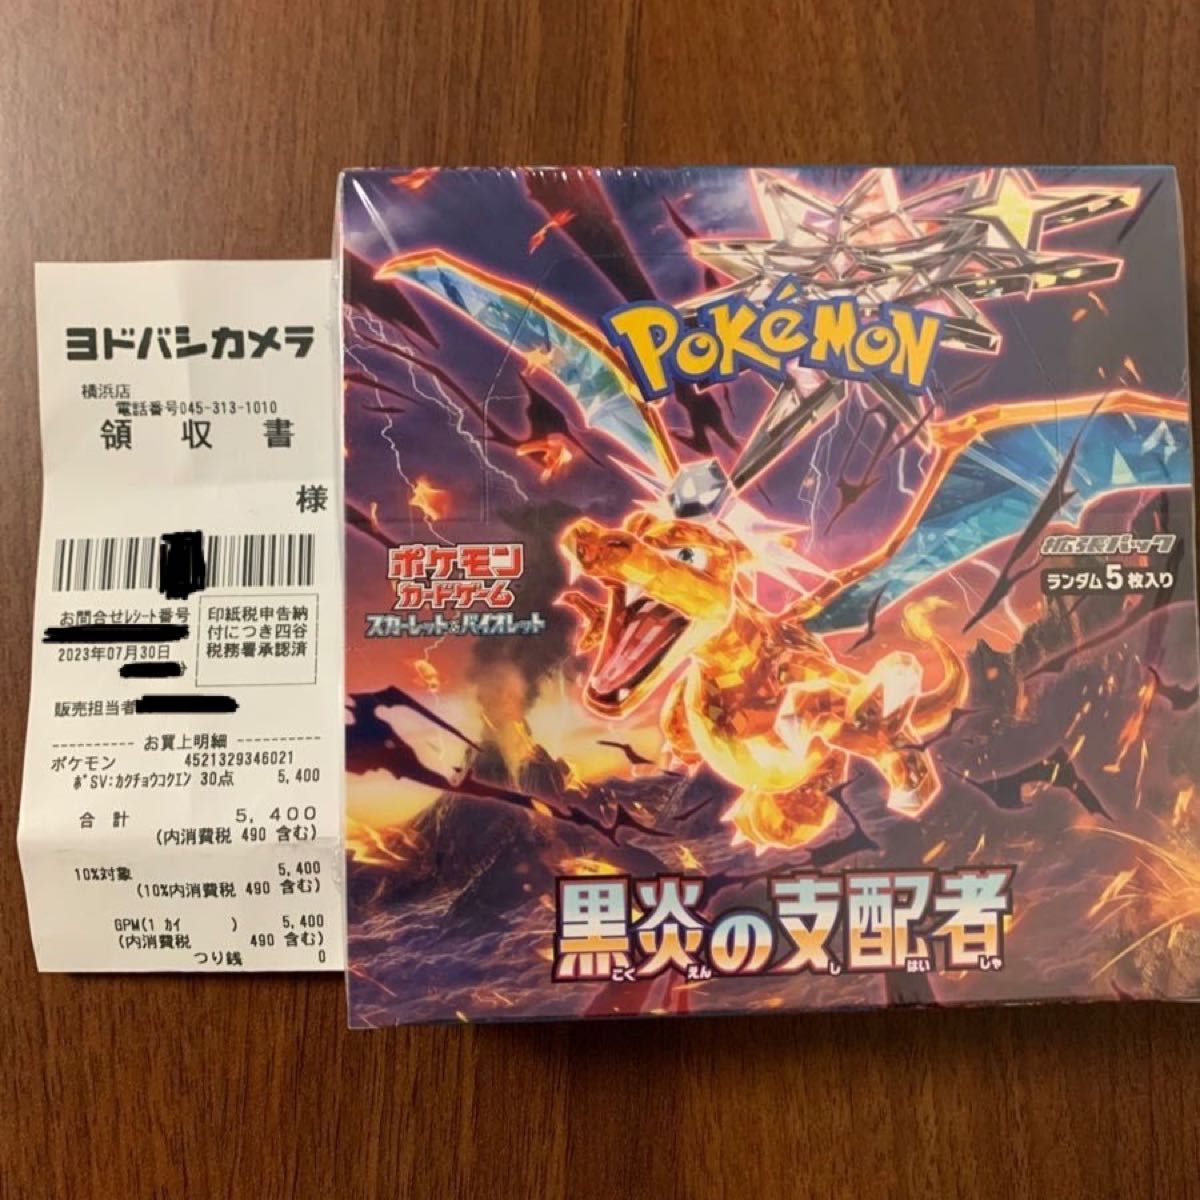 ヨドバシカメラ
横浜店
電話番号045-313-1010
領 収 書
様
お問合せレシート番号
2023年07月30日
分
印紙税申告納
付につき四谷
税務署承認済
販売担当者
---------- お買上明細 ----------
ポケモン 4521329346021
ポSV:カクチョウコクエン 30点 5,400
合 計 5,400
(内消費税 490 含む)
10%対象 5,400
(10%内消費税 490 含む)
GPM(1 カイ ) 5,400
(内消費税 490 含む)
つり銭 0
POKéMON
ポケモン
カードゲーム
スカーレット&バイオレット
拡張パック
ランダム5枚入り
黒炎の支配者
こく えん し はい しゃ